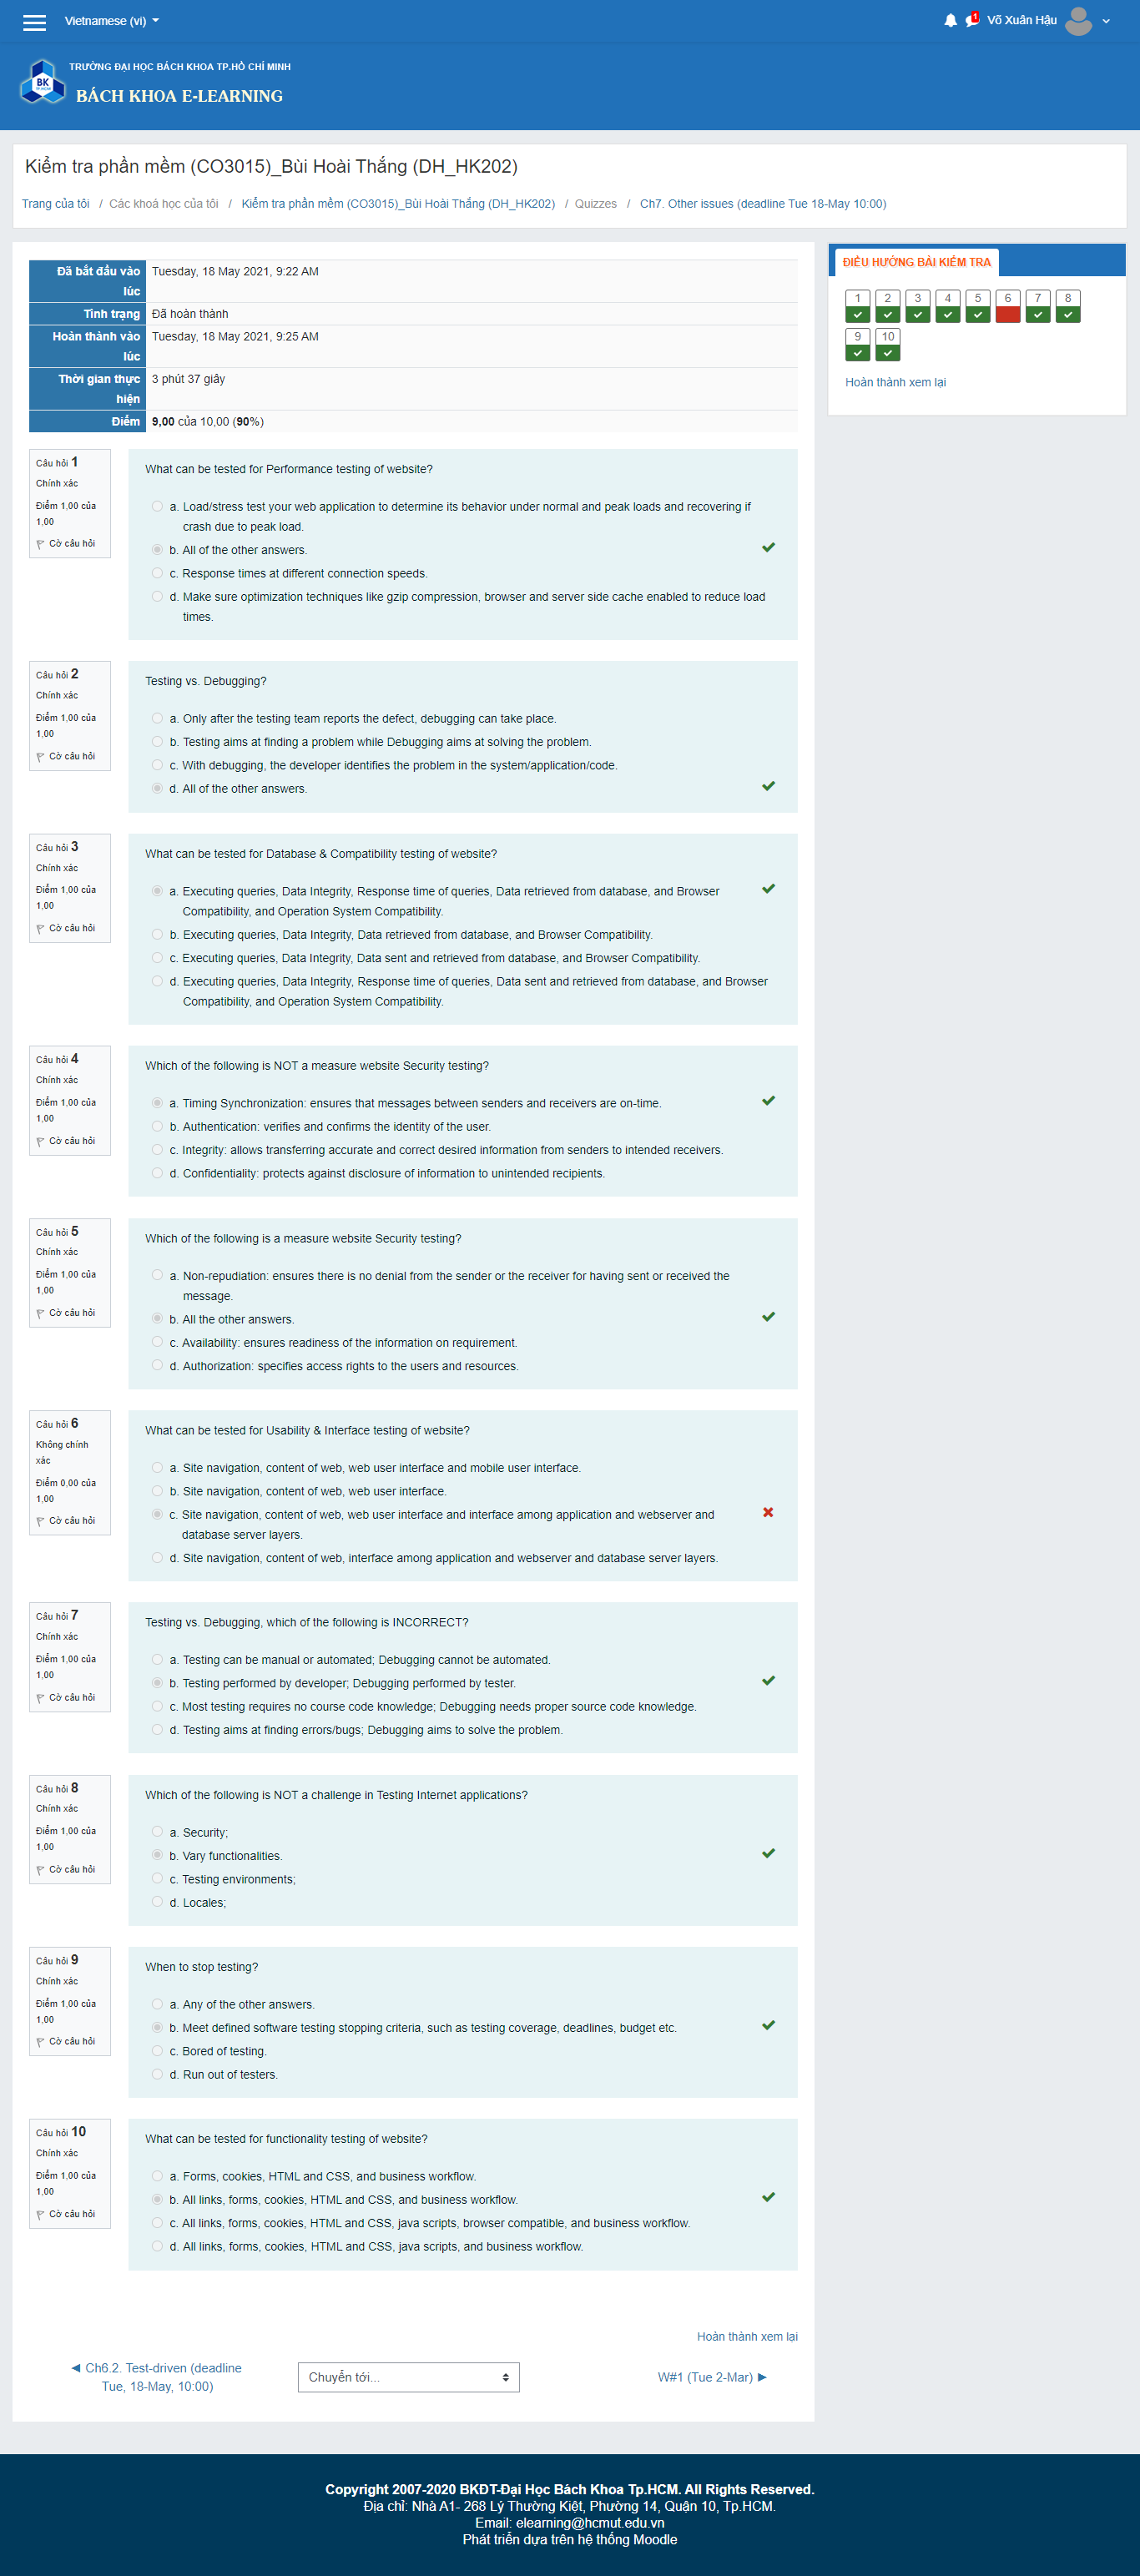 Vietnamese (vi)
1
Võ Xuân Hậu
TRƯỜNG ĐẠI HỌC BÁCH KHOA TP.HỒ CHÍ MINH
BK
TP.HCM
BÁCH KHOA E-LEARNING
Kiểm tra phần mềm (CO3015)_Bùi Hoài Thắng (DH_HK202)
Trang của tôi / Các khoá học của tôi / Kiểm tra phần mềm (CO3015)_Bùi Hoài Thắng (DH_HK202) / Quizzes / Ch7. Other issues (deadline Tue 18-May 10:00)
Đã bắt đầu vào lúc
Tuesday, 18 May 2021, 9:22 AM
Tình trạng
Đã hoàn thành
Hoàn thành vào lúc
Tuesday, 18 May 2021, 9:25 AM
Thời gian thực hiện
3 phút 37 giây
Điểm
9,00 của 10,00 (90%)
Câu hỏi 1
Chính xác
Điểm 1,00 của
1,00
Cờ câu hỏi
What can be tested for Performance testing of website?
a. Load/stress test your web application to determine its behavior under normal and peak loads and recovering if
crash due to peak load.
b. All of the other answers.
c. Response times at different connection speeds.
d. Make sure optimization techniques like gzip compression, browser and server side cache enabled to reduce load
times.
Câu hỏi 2
Chính xác
Điểm 1,00 của
1,00
Cờ câu hỏi
Testing vs. Debugging?
a. Only after the testing team reports the defect, debugging can take place.
b. Testing aims at finding a problem while Debugging aims at solving the problem.
c. With debugging, the developer identifies the problem in the system/application/code.
d. All of the other answers.
Câu hỏi 3
Chính xác
Điểm 1,00 của
1,00
Cờ câu hỏi
What can be tested for Database & Compatibility testing of website?
a. Executing queries, Data Integrity, Response time of queries, Data retrieved from database, and Browser
Compatibility, and Operation System Compatibility.
b. Executing queries, Data Integrity, Data retrieved from database, and Browser Compatibility.
c. Executing queries, Data Integrity, Data sent and retrieved from database, and Browser Compatibility.
d. Executing queries, Data Integrity, Response time of queries, Data sent and retrieved from database, and Browser
Compatibility, and Operation System Compatibility.
Câu hỏi 4
Chính xác
Điểm 1,00 của
1,00
Cờ câu hỏi
Which of the following is NOT a measure website Security testing?
a. Timing Synchronization: ensures that messages between senders and receivers are on-time.
b. Authentication: verifies and confirms the identity of the user.
c. Integrity: allows transferring accurate and correct desired information from senders to intended receivers.
d. Confidentiality: protects against disclosure of information to unintended recipients.
Câu hỏi 5
Chính xác
Điểm 1,00 của
1,00
Cờ câu hỏi
Which of the following is a measure website Security testing?
a. Non-repudiation: ensures there is no denial from the sender or the receiver for having sent or received the
message.
b. All the other answers.
c. Availability: ensures readiness of the information on requirement.
d. Authorization: specifies access rights to the users and resources.
Câu hỏi 6
Không chính
xác
Điểm 0,00 của
1,00
Cờ câu hỏi
What can be tested for Usability & Interface testing of website?
a. Site navigation, content of web, web user interface and mobile user interface.
b. Site navigation, content of web, web user interface.
c. Site navigation, content of web, web user interface and interface among application and webserver and
database server layers.
d. Site navigation, content of web, interface among application and webserver and database server layers.
Câu hỏi 7
Chính xác
Điểm 1,00 của
1,00
Cờ câu hỏi
Testing vs. Debugging, which of the following is INCORRECT?
a. Testing can be manual or automated; Debugging cannot be automated.
b. Testing performed by developer; Debugging performed by tester.
c. Most testing requires no course code knowledge; Debugging needs proper source code knowledge.
d. Testing aims at finding errors/bugs; Debugging aims to solve the problem.
Câu hỏi 8
Chính xác
Điểm 1,00 của
1,00
Cờ câu hỏi
Which of the following is NOT a challenge in Testing Internet applications?
a. Security;
b. Vary functionalities.
c. Testing environments;
d. Locales;
Câu hỏi 9
Chính xác
Điểm 1,00 của
1,00
Cờ câu hỏi
When to stop testing?
a. Any of the other answers.
b. Meet defined software testing stopping criteria, such as testing coverage, deadlines, budget etc.
c. Bored of testing.
d. Run out of testers.
Câu hỏi 10
Chính xác
Điểm 1,00 của
1,00
Cờ câu hỏi
What can be tested for functionality testing of website?
a. Forms, cookies, HTML and CSS, and business workflow.
b. All links, forms, cookies, HTML and CSS, and business workflow.
c. All links, forms, cookies, HTML and CSS, java scripts, browser compatible, and business workflow.
d. All links, forms, cookies, HTML and CSS, java scripts, and business workflow.
Hoàn thành xem lại
◄ Ch6.2. Test-driven (deadline
Tue, 18-May, 10:00)
Chuyển tới...
W#1 (Tue 2-Mar) ►
ĐIỀU HƯỚNG BÀI KIỂM TRA
1 2 3 4 5 6 7 8
9 10
Hoàn thành xem lại
Copyright 2007-2020 BKĐT-Đại Học Bách Khoa Tp.HCM. All Rights Reserved.
Địa chỉ: Nhà A1- 268 Lý Thường Kiệt, Phường 14, Quận 10, Tp.HCM.
Email: elearning@hcmut.edu.vn
Phát triển dựa trên hệ thống Moodle